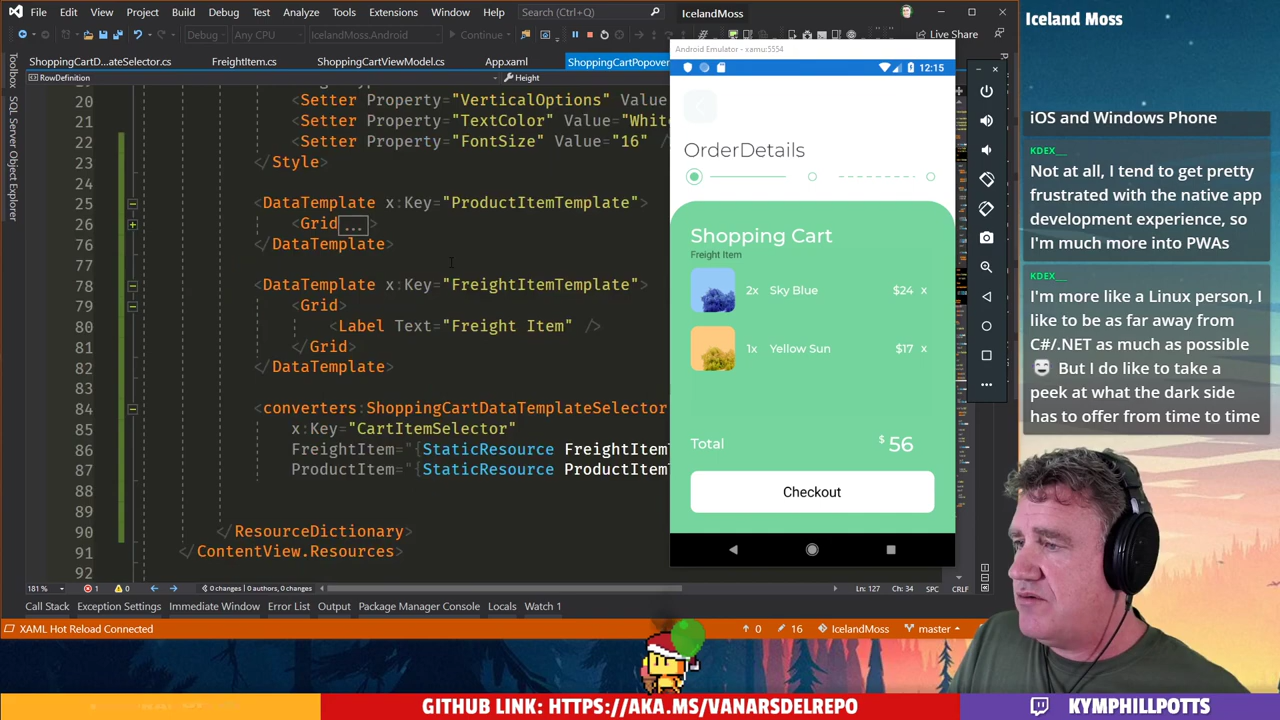 File Edit View Project Build Debug Test Analyze Tools Extensions Window Help Search (Ctrl+Q) IcelandMoss
Debug Any CPU IcelandMoss.Android Continue Live Share
ShoppingCartD...ateSelector.cs FreightItem.cs ShoppingCartViewModel.cs App.xaml ShoppingCartPopover
RowDefinition Height
Toolbox
SQL Server Object Explorer
20 <Setter Property="VerticalOptions" Value
21 <Setter Property="TextColor" Value="Whit
22 <Setter Property="FontSize" Value="16" /
23 </Style>
24
25 <DataTemplate x:Key="ProductItemTemplate">
26 <Grid...>
76 </DataTemplate>
77
78 <DataTemplate x:Key="FreightItemTemplate">
79 <Grid>
80 <Label Text="Freight Item" />
81 </Grid>
82 </DataTemplate>
83
84 <converters:ShoppingCartDataTemplateSelector
85 x:Key="CartItemSelector"
86 FreightItem="{StaticResource FreightItemT
87 ProductItem="{StaticResource ProductItemT
88
89
90 </ResourceDictionary>
91 </ContentView.Resources>
92
181 % 1 0 0 changes | 0 authors, 0 changes Ln: 127 Ch: 34 SPC CRLF
Call Stack Exception Settings Immediate Window Error List Output Package Manager Console Locals Watch 1
XAML Hot Reload Connected 0 16 IcelandMoss master
Android Emulator - xamu:5554
12:15
OrderDetails
Shopping Cart
Freight Item
2x Sky Blue $24 x
1x Yellow Sun $17 x
Total $ 56
Checkout
Iceland Moss
iOS and Windows Phone
KDEX__
Not at all, I tend to get pretty
frustrated with the native app
development experience, so
I'm much more into PWAs
KDEX__
I'm more like a Linux person, I
like to be as far away from
C#/.NET as much as possible
😅 But I do like to take a
peek at what the dark side
has to offer from time to time
GITHUB LINK: HTTPS://AKA.MS/VANARSDELREPO
KYMPHILLPOTTS